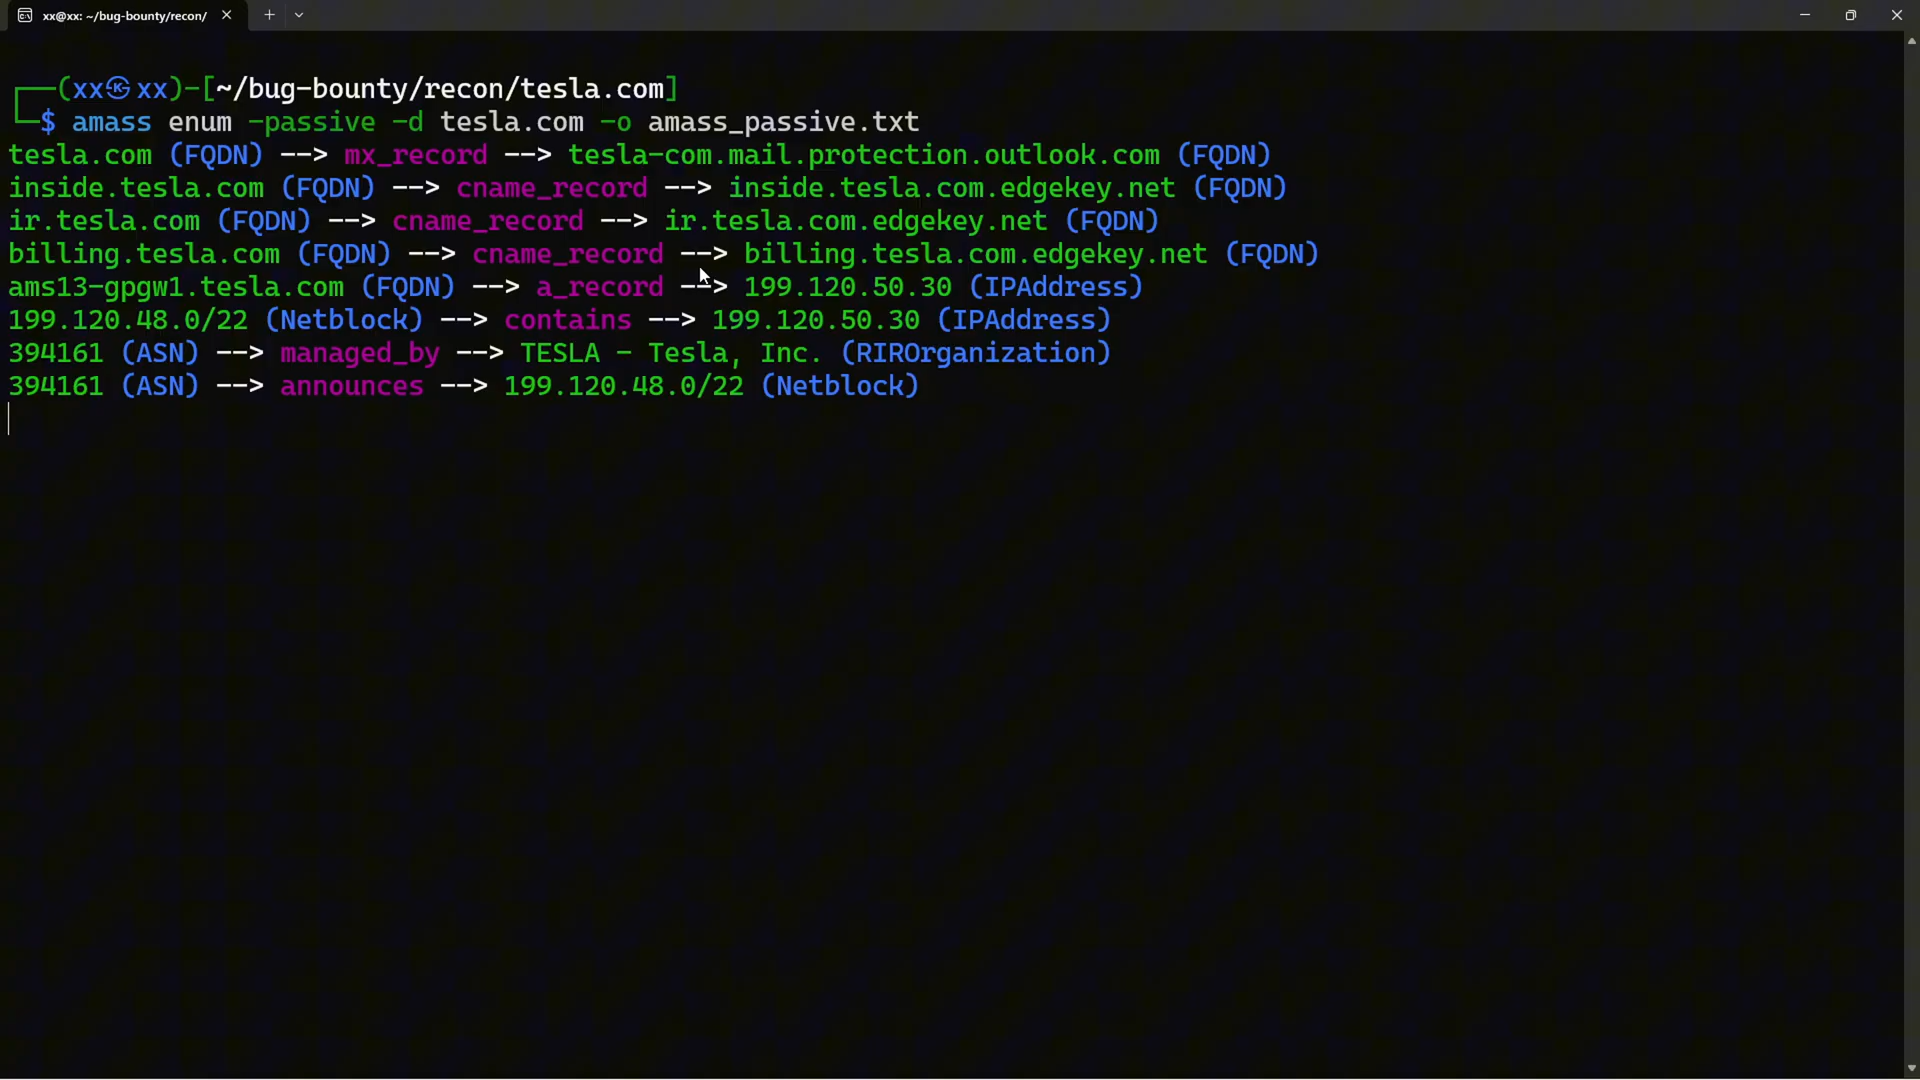 xx@xx: ~/bug-bounty/recon/
┌──(xx㉿xx)-[~/bug-bounty/recon/tesla.com]
└─$ amass enum -passive -d tesla.com -o amass_passive.txt
tesla.com (FQDN) --> mx_record --> tesla-com.mail.protection.outlook.com (FQDN)
inside.tesla.com (FQDN) --> cname_record --> inside.tesla.com.edgekey.net (FQDN)
ir.tesla.com (FQDN) --> cname_record --> ir.tesla.com.edgekey.net (FQDN)
billing.tesla.com (FQDN) --> cname_record --> billing.tesla.com.edgekey.net (FQDN)
ams13-gpgw1.tesla.com (FQDN) --> a_record --> 199.120.50.30 (IPAddress)
199.120.48.0/22 (Netblock) --> contains --> 199.120.50.30 (IPAddress)
394161 (ASN) --> managed_by --> TESLA - Tesla, Inc. (RIROrganization)
394161 (ASN) --> announces --> 199.120.48.0/22 (Netblock)